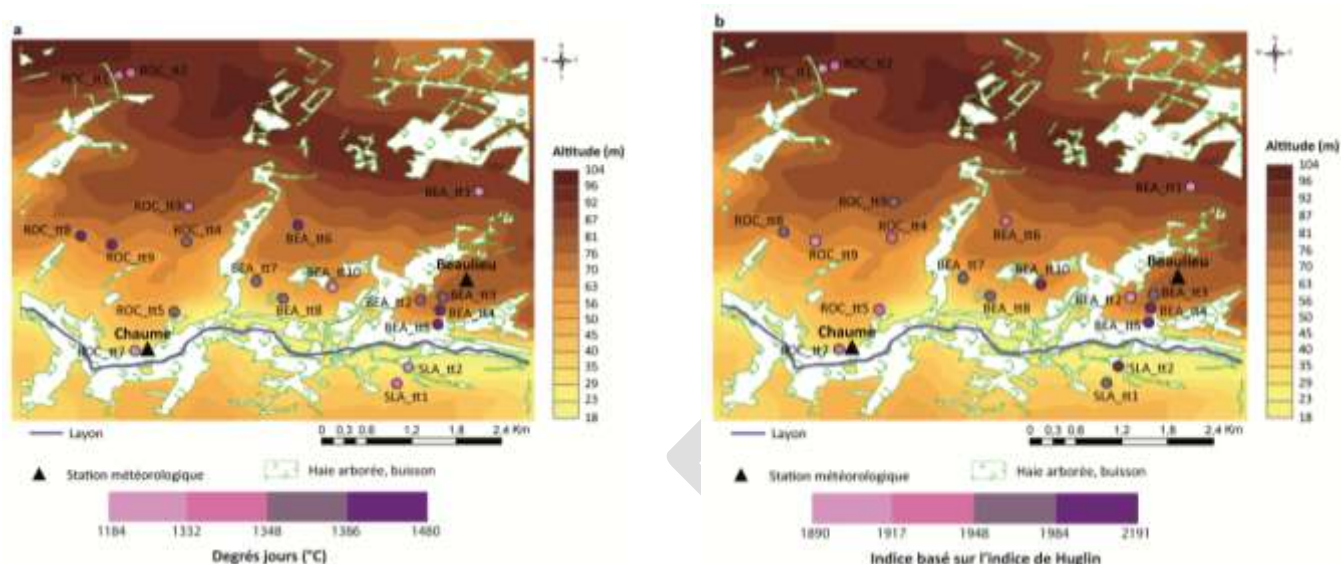 a
ROC_tt1
ROC_tt2
BEA_tt1
ROC_tt3
ROC_tt8
ROC_tt4
ROC_tt9
BEA_tt6
BEA_tt7
BEA_tt10
Beaulieu
BEA_tt2
BEA_tt3
BEA_tt8
BEA_tt4
ROC_tt5
BEA_tt5
Chaume
ROC_tt7
SLA_tt2
SLA_tt1
Altitude (m)
104
96
92
87
81
76
70
63
56
50
45
40
35
29
23
18
Layon
0 0.3 0.6 1.2 1.8 2.4 Km
Station météorologique
Haie arborée, buisson
1184 1332 1348 1386 1480
Degrés jours (°C)
b
ROC_tt1
ROC_tt2
BEA_tt1
ROC_tt3
ROC_tt8
ROC_tt4
ROC_tt9
BEA_tt6
BEA_tt7
BEA_tt10
Beaulieu
BEA_tt2
BEA_tt3
BEA_tt8
BEA_tt4
ROC_tt5
BEA_tt5
Chaume
ROC_tt7
SLA_tt2
SLA_tt1
Altitude (m)
104
96
92
87
81
76
70
63
56
50
45
40
35
29
23
18
Layon
0 0.3 0.6 1.2 1.8 2.4 Km
Station météorologique
Haie arborée, buisson
1890 1917 1948 1984 2191
Indice basé sur l'indice de Huglin